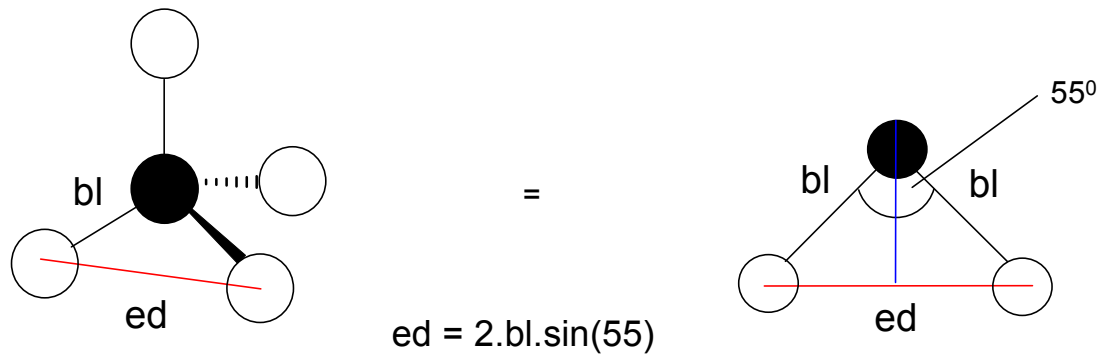 55⁰
bl
bl
bl
=
ed
ed
ed = 2.bl.sin(55)